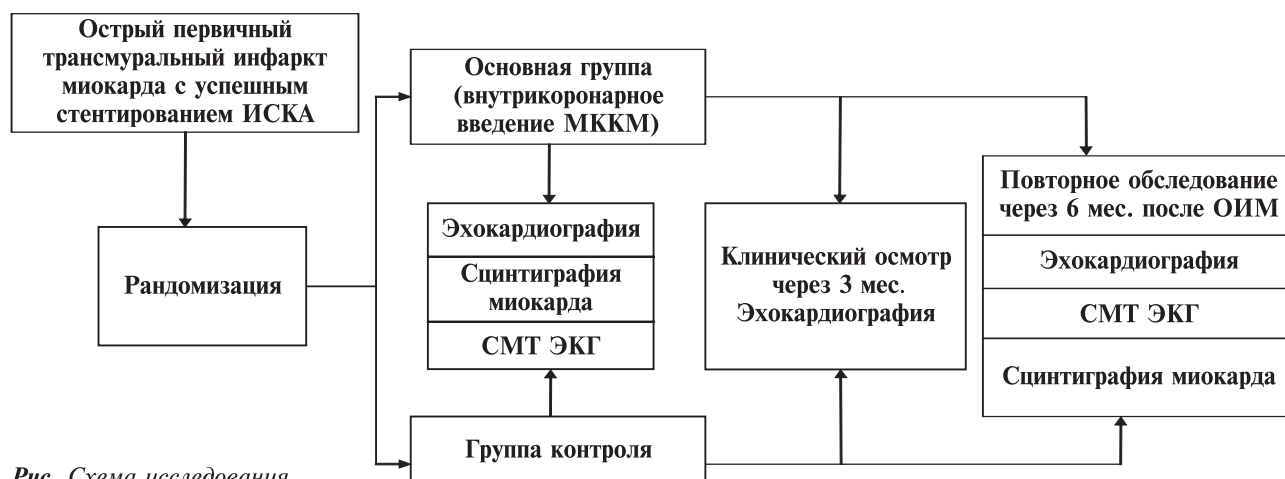 Острый первичный
трансмуральный инфаркт
миокарда с успешным
стентированием ИСКА
Рандомизация
Основная группа
(внутрикоронарное
введение МККМ)
Эхокардиография
Сцинтиграфия
миокарда
СМТ ЭКГ
Группа контроля
Клинический осмотр
через 3 мес.
Эхокардиография
Повторное обследование
через 6 мес. после ОИМ
Эхокардиография
СМТ ЭКГ
Сцинтиграфия миокарда
Рис. Схема исследования